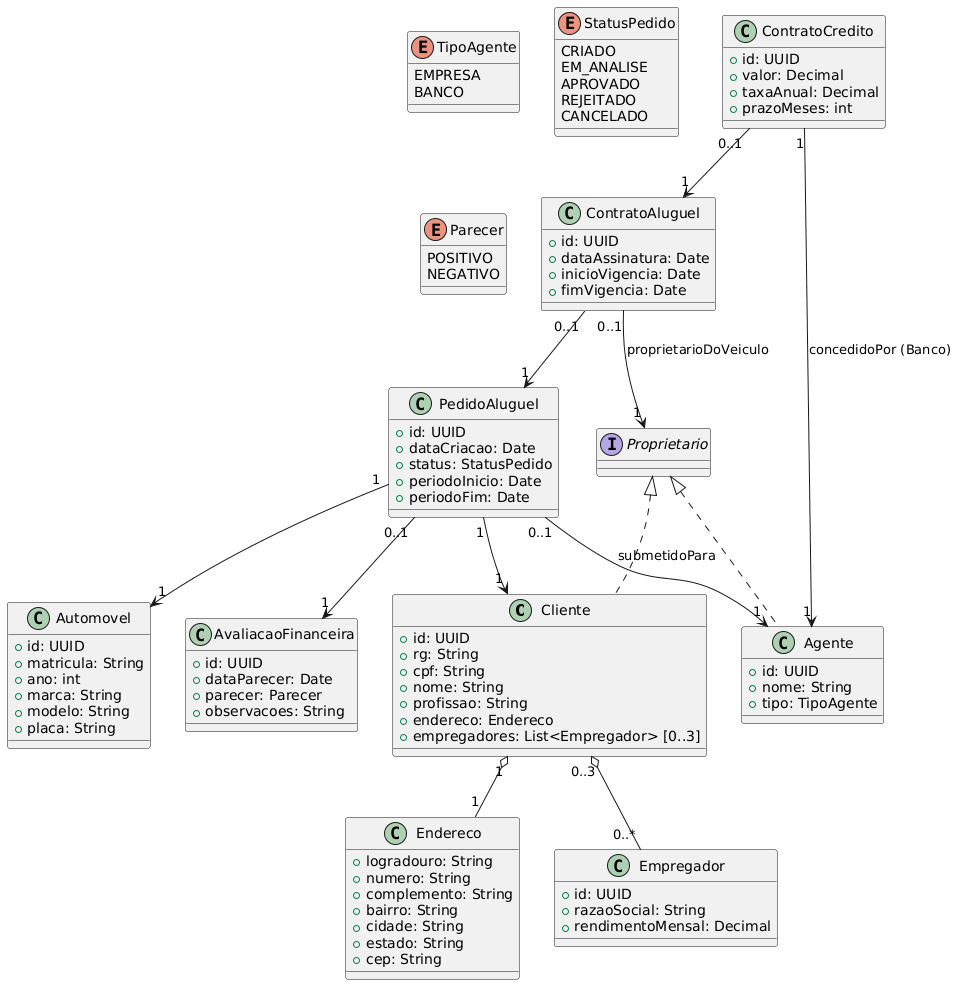 E TipoAgente
EMPRESA
BANCO
E StatusPedido
CRIADO
EM_ANALISE
APROVADO
REJEITADO
CANCELADO
C ContratoCredito
id: UUID
valor: Decimal
taxaAnual: Decimal
prazoMeses: int
0..1
1
1
E Parecer
POSITIVO
NEGATIVO
C ContratoAluguel
id: UUID
dataAssinatura: Date
inicioVigencia: Date
fimVigencia: Date
0..1
0..1
proprietarioDoVeiculo
concedidoPor (Banco)
1
1
C PedidoAluguel
id: UUID
dataCriacao: Date
status: StatusPedido
periodoInicio: Date
periodoFim: Date
I Proprietario
1
0..1
1
0..1
submetidoPara
1
1
1
1
1
C Automovel
id: UUID
matricula: String
ano: int
marca: String
modelo: String
placa: String
C AvaliacaoFinanceira
id: UUID
dataParecer: Date
parecer: Parecer
observacoes: String
C Cliente
id: UUID
rg: String
cpf: String
nome: String
profissao: String
endereco: Endereco
empregadores: List<Empregador> [0..3]
C Agente
id: UUID
nome: String
tipo: TipoAgente
1
0..3
1
0..*
C Endereco
logradouro: String
numero: String
complemento: String
bairro: String
cidade: String
estado: String
cep: String
C Empregador
id: UUID
razaoSocial: String
rendimentoMensal: Decimal